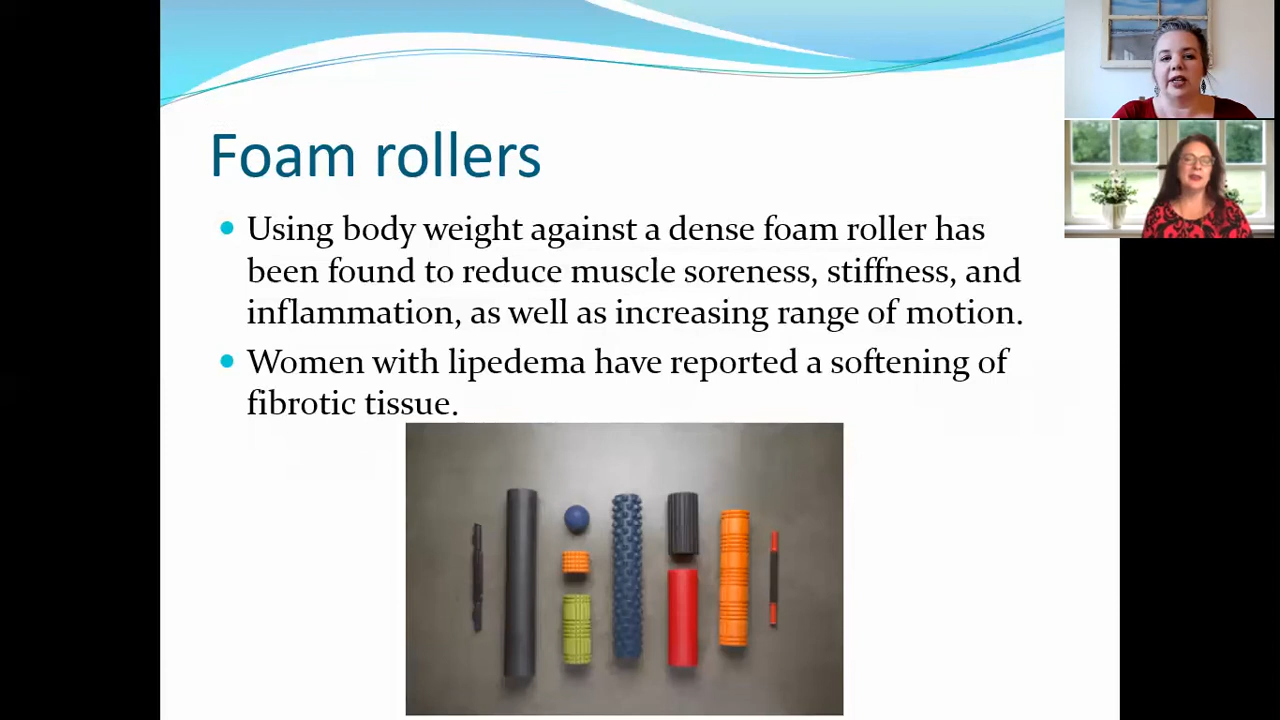 Foam rollers
Using body weight against a dense foam roller has
been found to reduce muscle soreness, stiffness, and
inflammation, as well as increasing range of motion.
Women with lipedema have reported a softening of
fibrotic tissue.